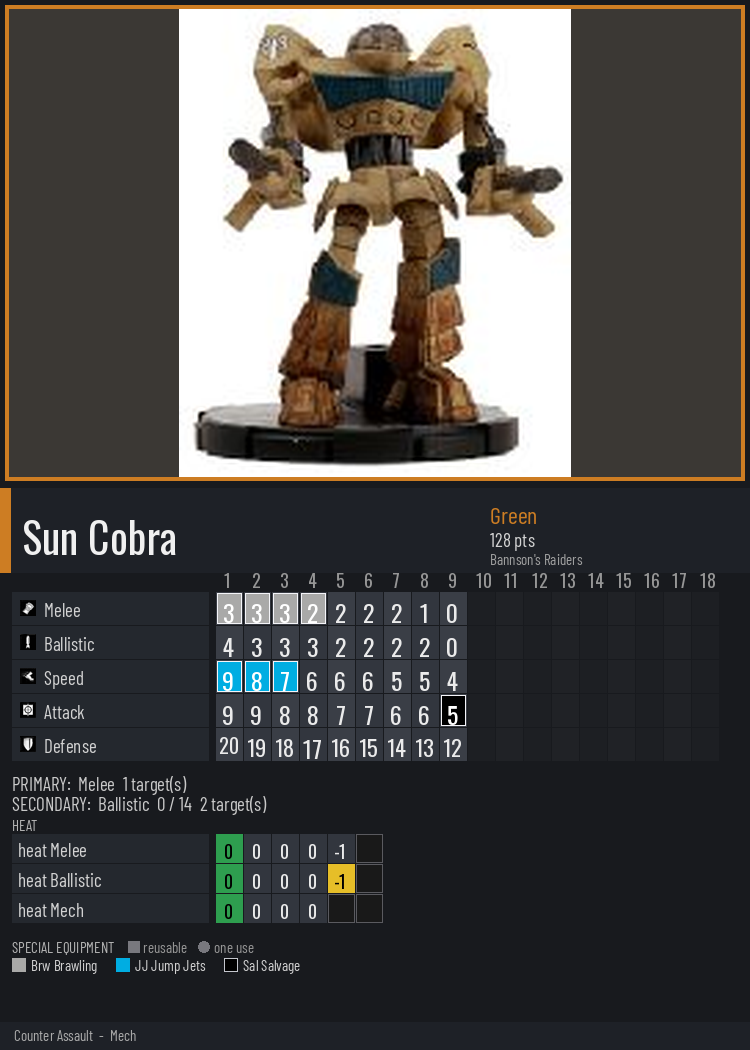 Sun Cobra
Green
128 pts
Bannson's Raiders
1 2 3 4 5 6 7 8 9 10 11 12 13 14 15 16 17 18
Melee 3 3 3 2 2 2 2 1 0
Ballistic 4 3 3 3 2 2 2 2 0
Speed 9 8 7 6 6 6 5 5 4
Attack 9 9 8 8 7 7 6 6 5
Defense 20 19 18 17 16 15 14 13 12
PRIMARY: Melee 1 target(s)
SECONDARY: Ballistic 0 / 14 2 target(s)
HEAT
heat Melee 0 0 0 0 -1
heat Ballistic 0 0 0 0 -1
heat Mech 0 0 0 0
SPECIAL EQUIPMENT reusable one use
Brw Brawling JJ Jump Jets Sal Salvage
Counter Assault - Mech